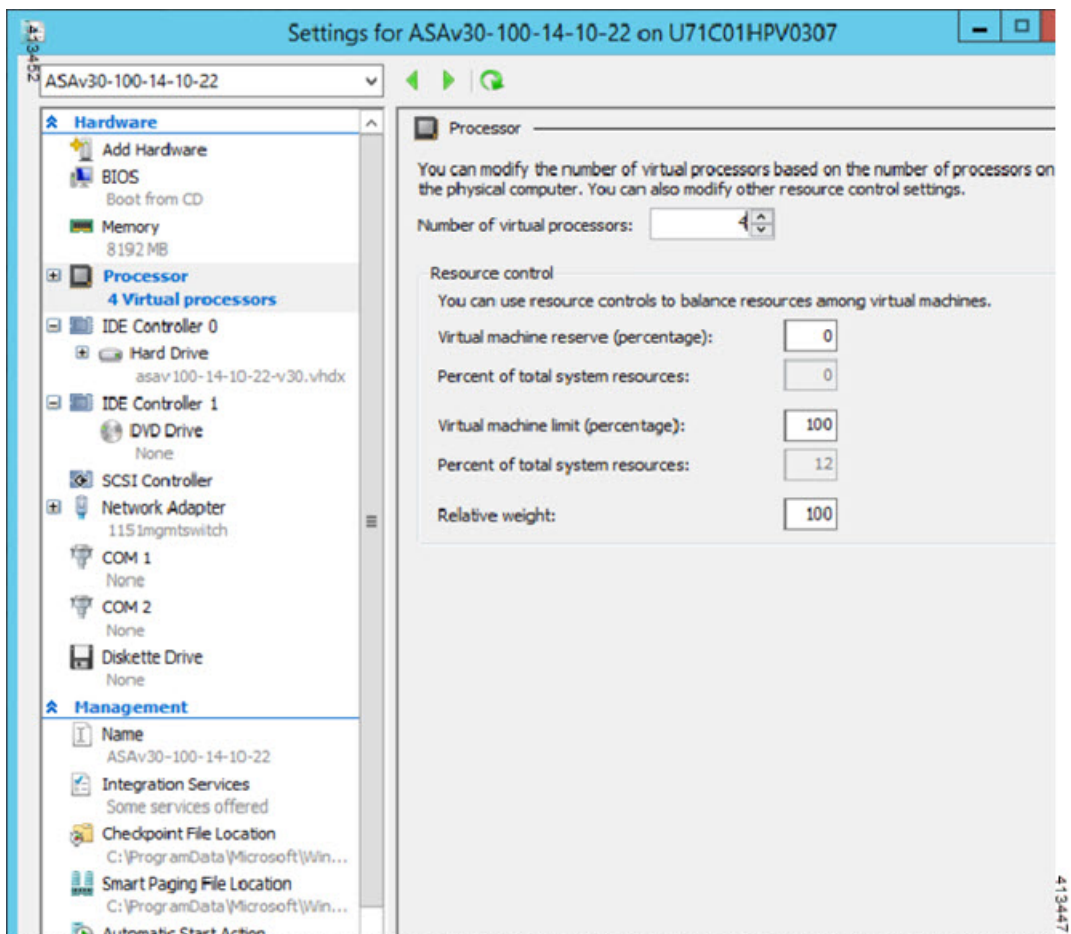 Settings for ASAv30-100-14-10-22 on U71C01HPV0307
413452
ASAv30-100-14-10-22
Hardware
Add Hardware
BIOS
Boot from CD
Memory
8192 MB
Processor
4 Virtual processors
IDE Controller 0
Hard Drive
asav100-14-10-22-v30.vhdx
IDE Controller 1
DVD Drive
None
SCSI Controller
Network Adapter
1151mgmtswitch
COM 1
None
COM 2
None
Diskette Drive
None
Management
Name
ASAv30-100-14-10-22
Integration Services
Some services offered
Checkpoint File Location
C:\ProgramData\Microsoft\Win...
Smart Paging File Location
C:\ProgramData\Microsoft\Win...
Automatic Start Action
Processor
You can modify the number of virtual processors based on the number of processors on
the physical computer. You can also modify other resource control settings.
Number of virtual processors: 4
Resource control
You can use resource controls to balance resources among virtual machines.
Virtual machine reserve (percentage): 0
Percent of total system resources: 0
Virtual machine limit (percentage): 100
Percent of total system resources: 12
Relative weight: 100
413447